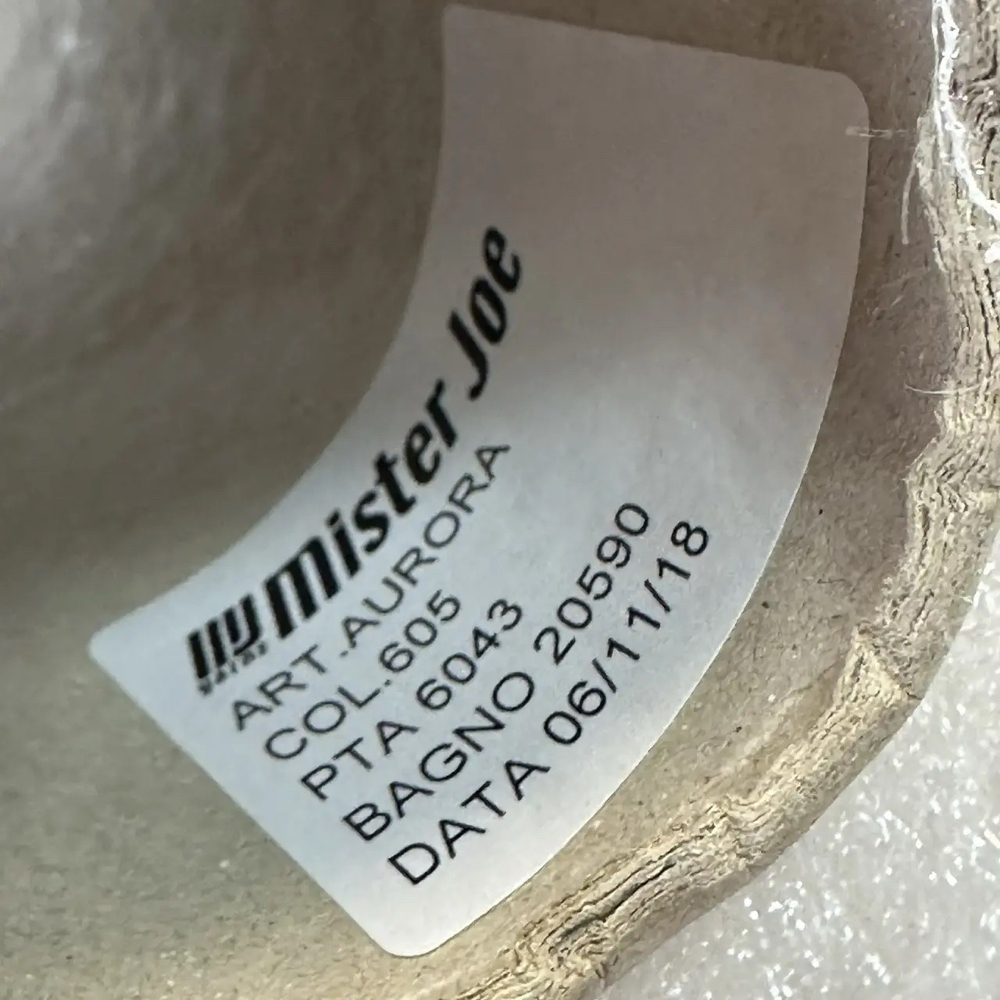 mister Joe
ART.AURORA
COL.605
PTA 6043
BAGNO 20590
DATA 06/11/18